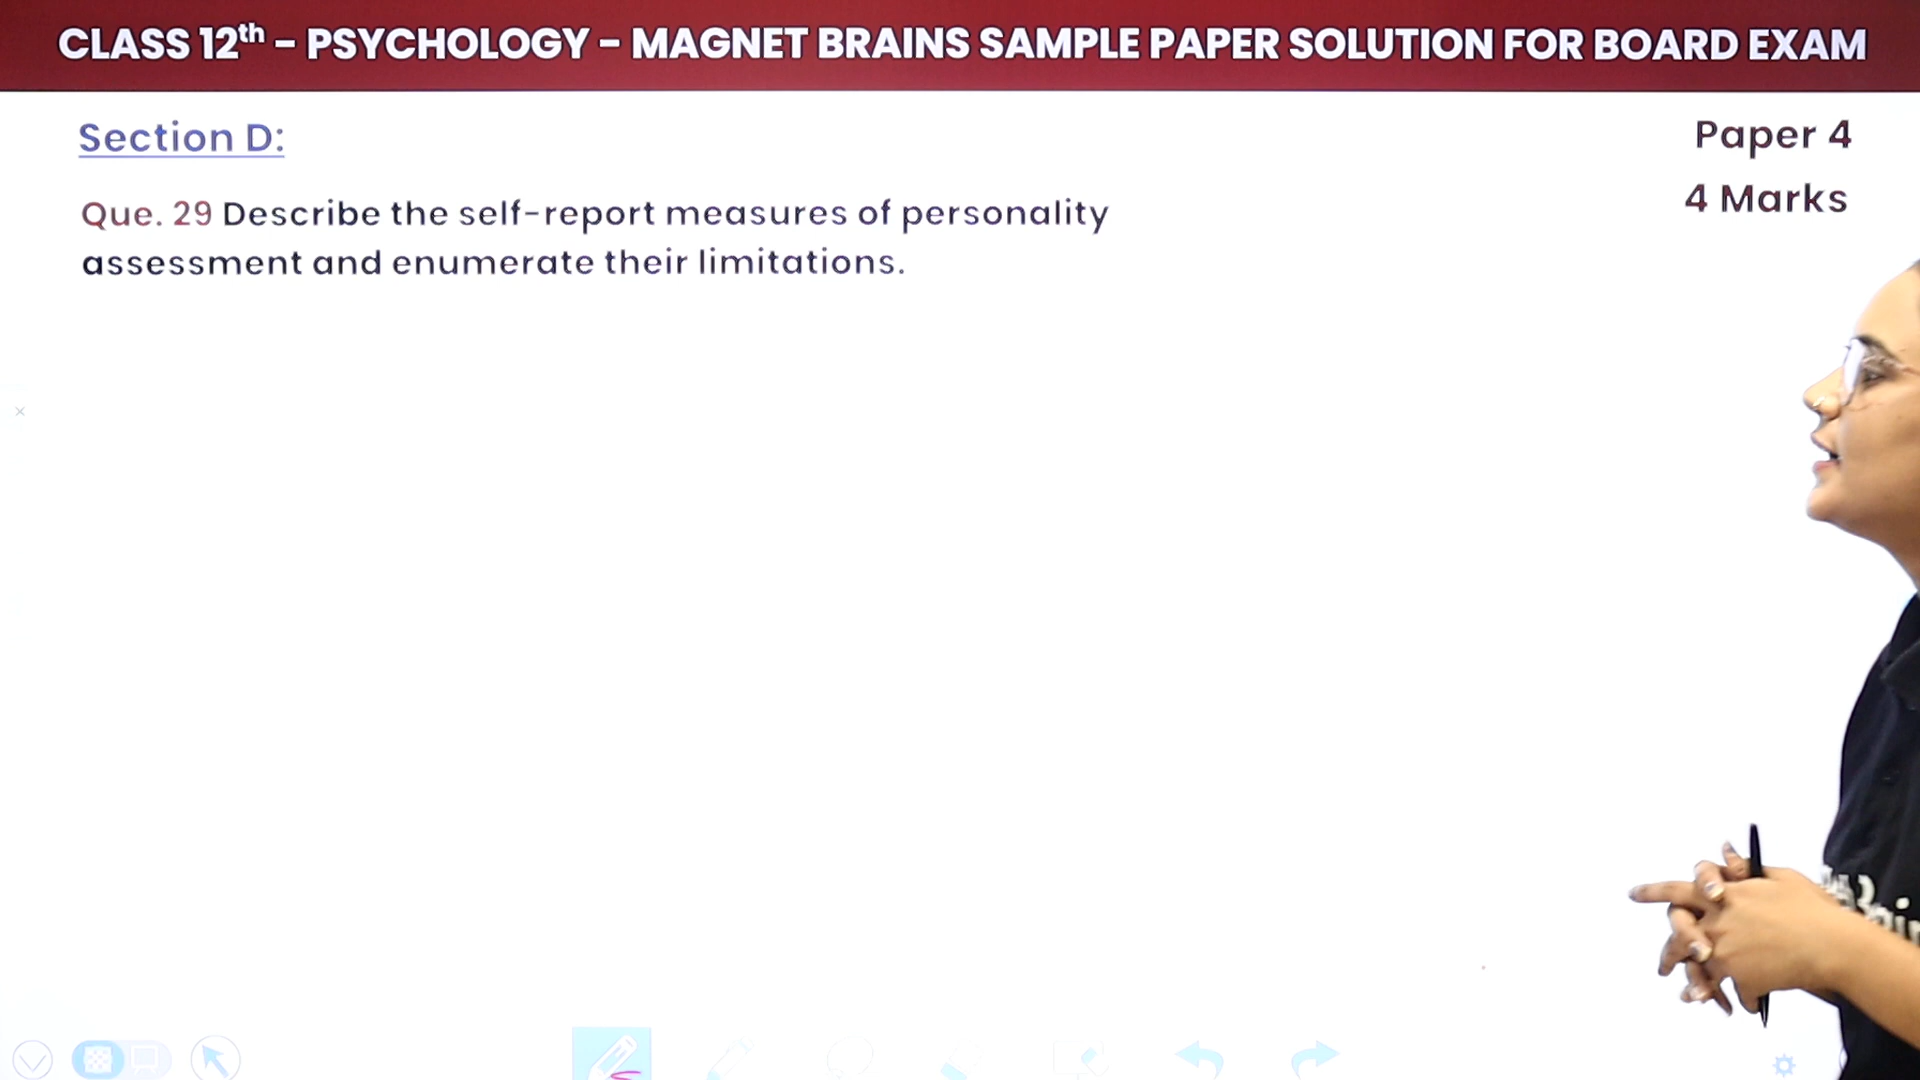 CLASS 12th - PSYCHOLOGY - MAGNET BRAINS SAMPLE PAPER SOLUTION FOR BOARD EXAM
Section D:
Paper 4
4 Marks
Que. 29 Describe the self-report measures of personality
assessment and enumerate their limitations.